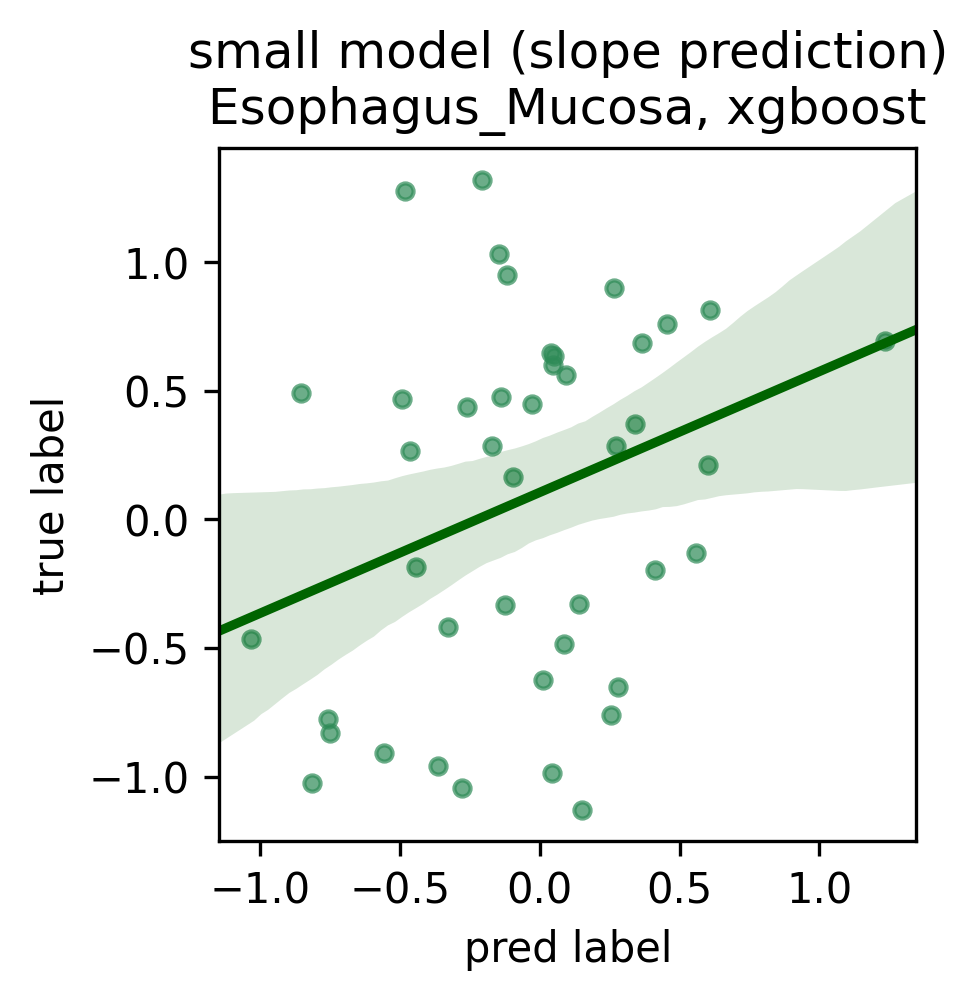 small model (slope prediction)
Esophagus_Mucosa, xgboost
1.0
0.5
0.0
−0.5
−1.0
true label
−1.0 −0.5 0.0 0.5 1.0
pred label